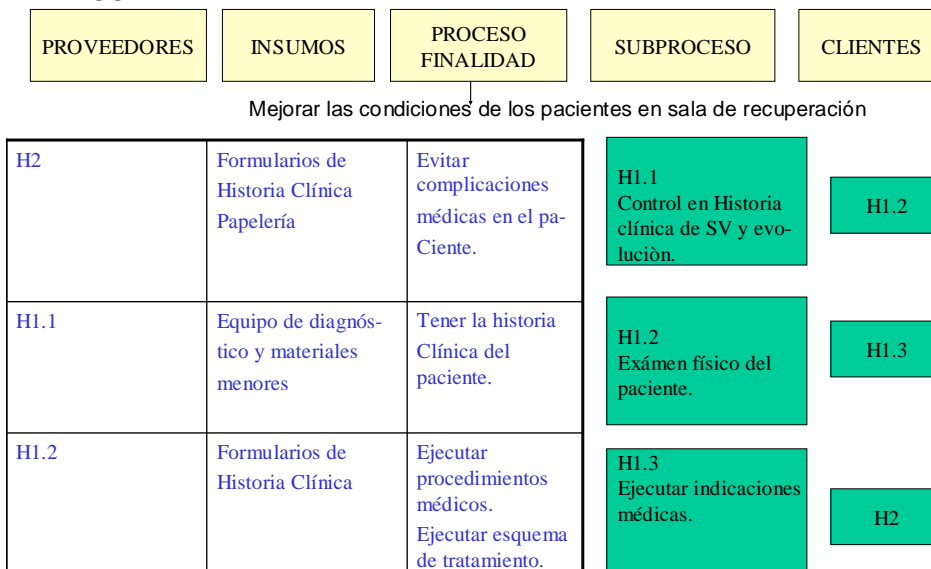 PROVEEDORES
INSUMOS
PROCESO
FINALIDAD
SUBPROCESO
CLIENTES
Mejorar las condiciones de los pacientes en sala de recuperación
H2
Formularios de
Historia Clínica
Papelería
Evitar
complicaciones
médicas en el pa-
Ciente.
H1.1
Control en Historia
clínica de SV y evo-
luciòn.
H1.2
H1.1
Equipo de diagnós-
tico y materiales
menores
Tener la historia
Clínica del
paciente.
H1.2
Exámen físico del
paciente.
H1.3
H1.2
Formularios de
Historia Clínica
Ejecutar
procedimientos
médicos.
Ejecutar esquema
de tratamiento.
H1.3
Ejecutar indicaciones
médicas.
H2